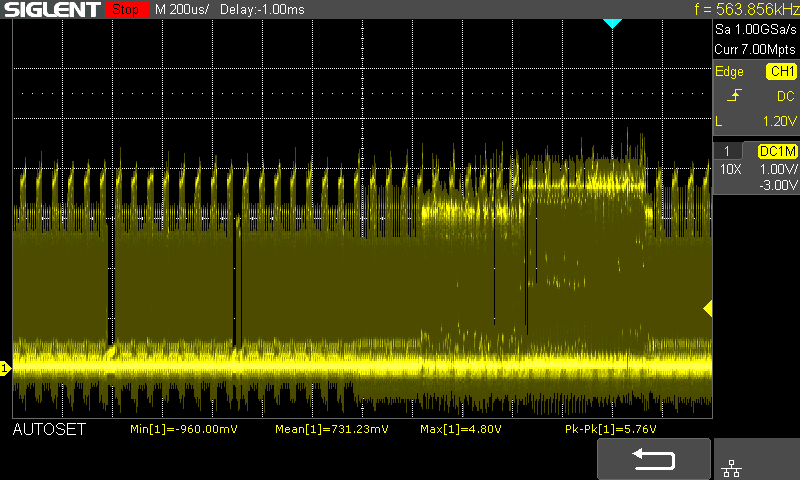 SIGLENT Stop M 200us/ Delay:-1.00ms f = 563.856kHz
Sa 1.00GSa/s
Curr 7.00Mpts
Edge CH1
DC
L 1.20V
1 DC1M
10X 1.00V/
-3.00V
1
AUTOSET Min[1]=-960.00mV Mean[1]=731.23mV Max[1]=4.80V Pk-Pk[1]=5.76V